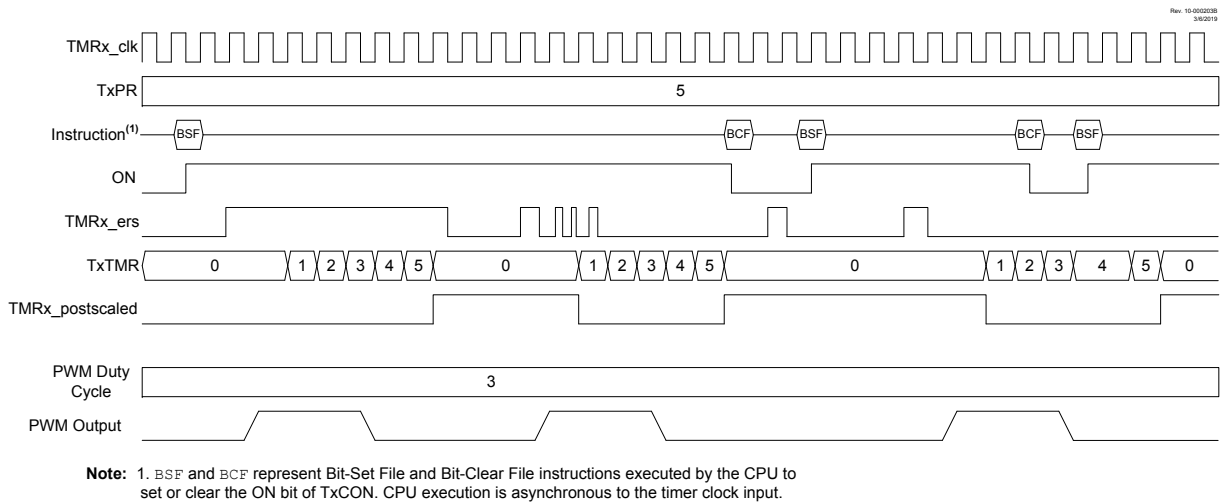 Rev. 10-000203B
3/6/2019
TMRx_clk
TxPR 5
Instruction(1) BSF BCF BSF BCF BSF
ON
TMRx_ers
TxTMR 0 1 2 3 4 5 0 1 2 3 4 5 0 1 2 3 4 5 0
TMRx_postscaled
PWM Duty
Cycle 3
PWM Output
Note: 1. BSF and BCF represent Bit-Set File and Bit-Clear File instructions executed by the CPU to
set or clear the ON bit of TxCON. CPU execution is asynchronous to the timer clock input.